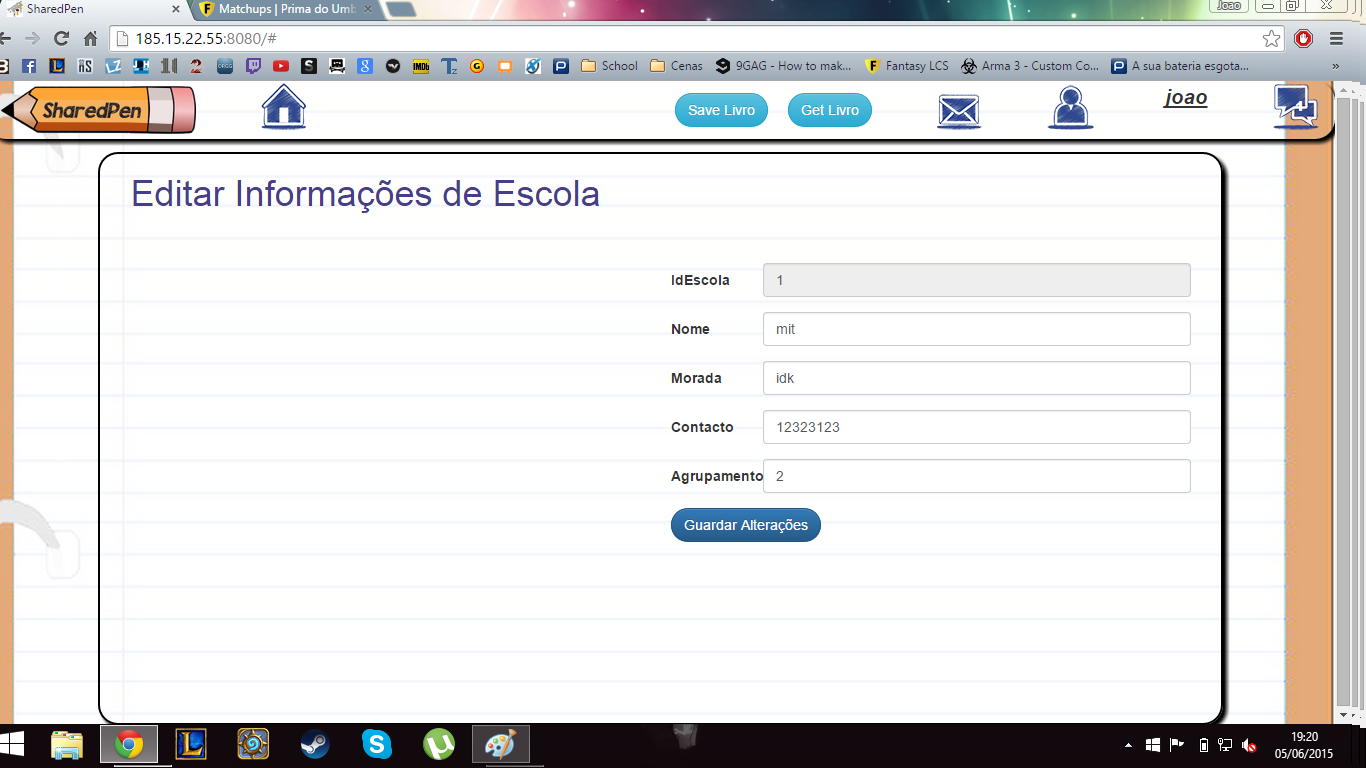 SharedPen
Matchups | Prima do Umb
Joao
185.15.22.55:8080/#
School
Cenas
9GAG - How to mak...
Fantasy LCS
Arma 3 - Custom Co...
A sua bateria esgota...
»
SharedPen
Save Livro
Get Livro
joao
Editar Informações de Escola
IdEscola 1
Nome mit
Morada idk
Contacto 12323123
Agrupamento 2
Guardar Alterações
19:20
05/06/2015